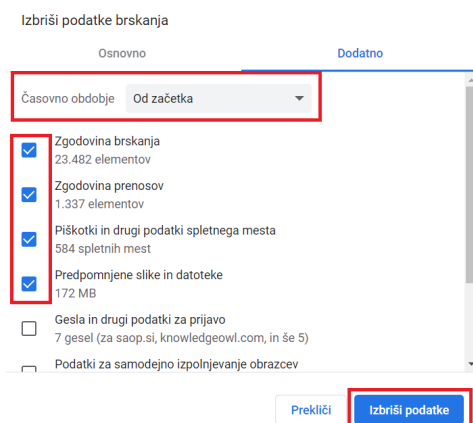 Izbriši podatke brskanja
Osnovno
Dodatno
Časovno obdobje
Od začetka
Zgodovina brskanja
23.482 elementov
Zgodovina prenosov
1.337 elementov
Piškotki in drugi podatki spletnega mesta
584 spletnih mest
Predpomnjene slike in datoteke
172 MB
Gesla in drugi podatki za prijavo
7 gesel (za saop.si, knowledgeowl.com, in še 5)
Podatki za samodejno izpolnjevanje obrazcev
Prekliči
Izbriši podatke